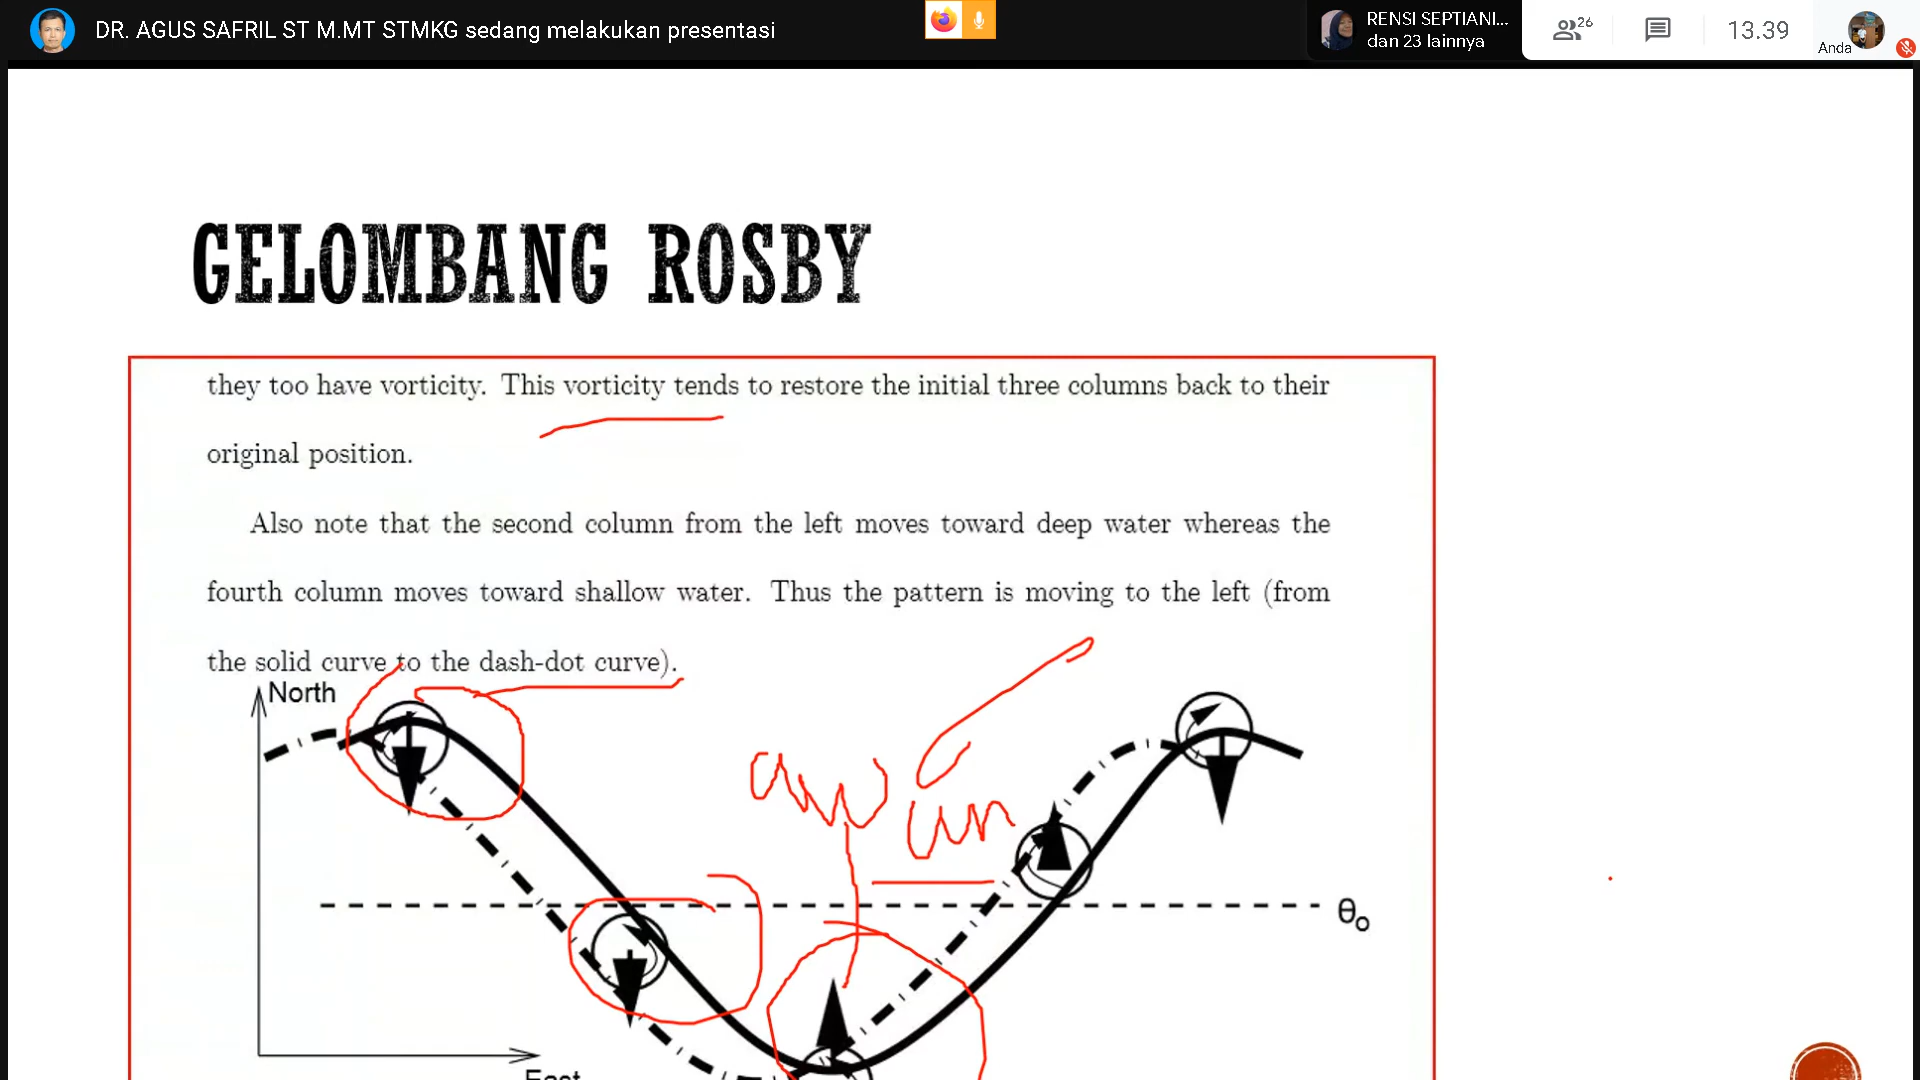 DR. AGUS SAFRIL ST M.MT STMKG sedang melakukan presentasi
RENSI SEPTIANI...
dan 23 lainnya
26
13.39
Anda
GELOMBANG ROSBY
they too have vorticity. This vorticity tends to restore the initial three columns back to their
original position.
Also note that the second column from the left moves toward deep water whereas the
fourth column moves toward shallow water. Thus the pattern is moving to the left (from
the solid curve to the dash-dot curve).
North
θo
East